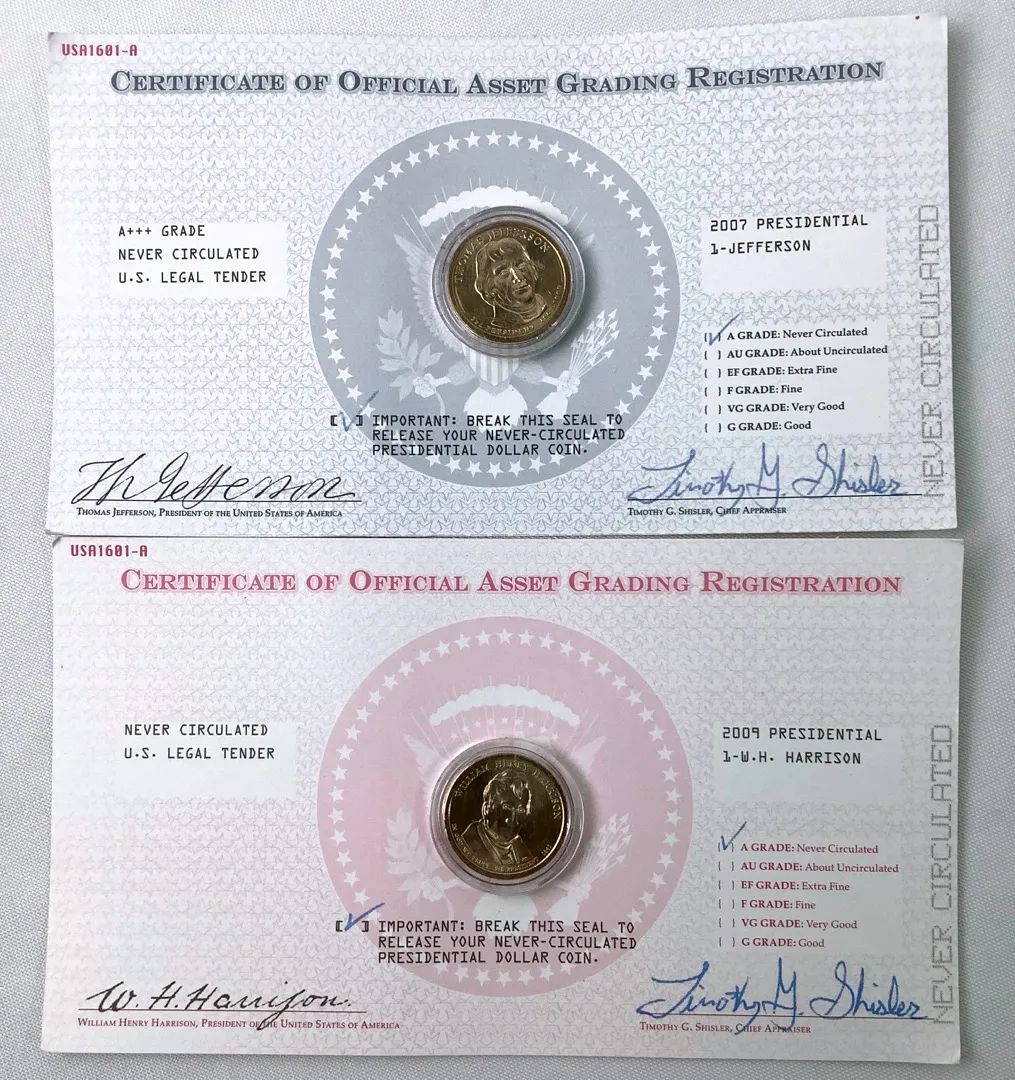 USA1601-A
CERTIFICATE OF OFFICIAL ASSET GRADING REGISTRATION
A+++ GRADE
NEVER CIRCULATED
U.S. LEGAL TENDER
THOMAS JEFFERSON
2007 PRESIDENTIAL
1-JEFFERSON
( ) A GRADE: Never Circulated
( ) AU GRADE: About Uncirculated
( ) EF GRADE: Extra Fine
( ) F GRADE: Fine
( ) VG GRADE: Very Good
( ) G GRADE: Good
NEVER CIRCULATED
[ ] IMPORTANT: BREAK THIS SEAL TO
RELEASE YOUR NEVER-CIRCULATED
PRESIDENTIAL DOLLAR COIN.
Th Jefferson
THOMAS JEFFERSON, PRESIDENT OF THE UNITED STATES OF AMERICA
Timothy G. Shisler
TIMOTHY G. SHISLER, CHIEF APPRAISER
USA1601-A
CERTIFICATE OF OFFICIAL ASSET GRADING REGISTRATION
NEVER CIRCULATED
U.S. LEGAL TENDER
WILLIAM HENRY HARRISON
2009 PRESIDENTIAL
1-W.H. HARRISON
( ) A GRADE: Never Circulated
( ) AU GRADE: About Uncirculated
( ) EF GRADE: Extra Fine
( ) F GRADE: Fine
( ) VG GRADE: Very Good
( ) G GRADE: Good
NEVER CIRCULATED
[ ] IMPORTANT: BREAK THIS SEAL TO
RELEASE YOUR NEVER-CIRCULATED
PRESIDENTIAL DOLLAR COIN.
W. H. Harrison
WILLIAM HENRY HARRISON, PRESIDENT OF THE UNITED STATES OF AMERICA
Timothy G. Shisler
TIMOTHY G. SHISLER, CHIEF APPRAISER